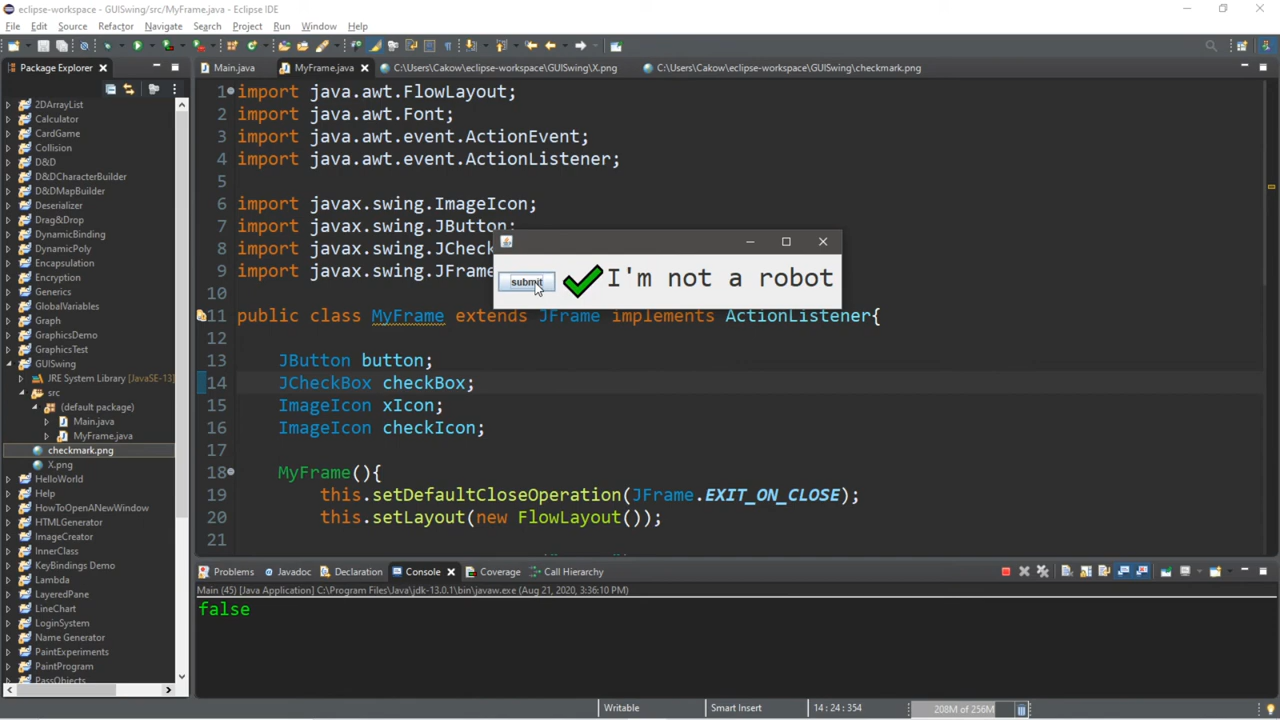 eclipse-workspace - GUISwing/src/MyFrame.java - Eclipse IDE
File Edit Source Refactor Navigate Search Project Run Window Help
Package Explorer
Main.java
MyFrame.java
C:\Users\Cakow\eclipse-workspace\GUISwing\X.png
C:\Users\Cakow\eclipse-workspace\GUISwing\checkmark.png
2DArrayList
Calculator
CardGame
Collision
D&D
D&DCharacterBuilder
D&DMapBuilder
Deserializer
Drag&Drop
DynamicBinding
DynamicPoly
Encapsulation
Encryption
Generics
GlobalVariables
Graph
GraphicsDemo
GraphicsTest
GUISwing
JRE System Library [JavaSE-13]
src
(default package)
Main.java
MyFrame.java
checkmark.png
X.png
HelloWorld
Help
HowToOpenANewWindow
HTMLGenerator
ImageCreator
InnerClass
KeyBindings Demo
Lambda
LayeredPane
LineChart
LoginSystem
Name Generator
PaintExperiments
PaintProgram
PassObjects
1 import java.awt.FlowLayout;
2 import java.awt.Font;
3 import java.awt.event.ActionEvent;
4 import java.awt.event.ActionListener;
5
6 import javax.swing.ImageIcon;
7 import javax.swing.JButton;
8 import javax.swing.JCheck
9 import javax.swing.JFrame
10
11 public class MyFrame extends JFrame implements ActionListener{
12
13 JButton button;
14 JCheckBox checkBox;
15 ImageIcon xIcon;
16 ImageIcon checkIcon;
17
18 MyFrame(){
19 this.setDefaultCloseOperation(JFrame.EXIT_ON_CLOSE);
20 this.setLayout(new FlowLayout());
21
submit I'm not a robot
Problems Javadoc Declaration Console Coverage Call Hierarchy
Main (45) [Java Application] C:\Program Files\Java\jdk-13.0.1\bin\javaw.exe (Aug 21, 2020, 3:36:10 PM)
false
Writable Smart Insert 14 : 24 : 354 208M of 256M